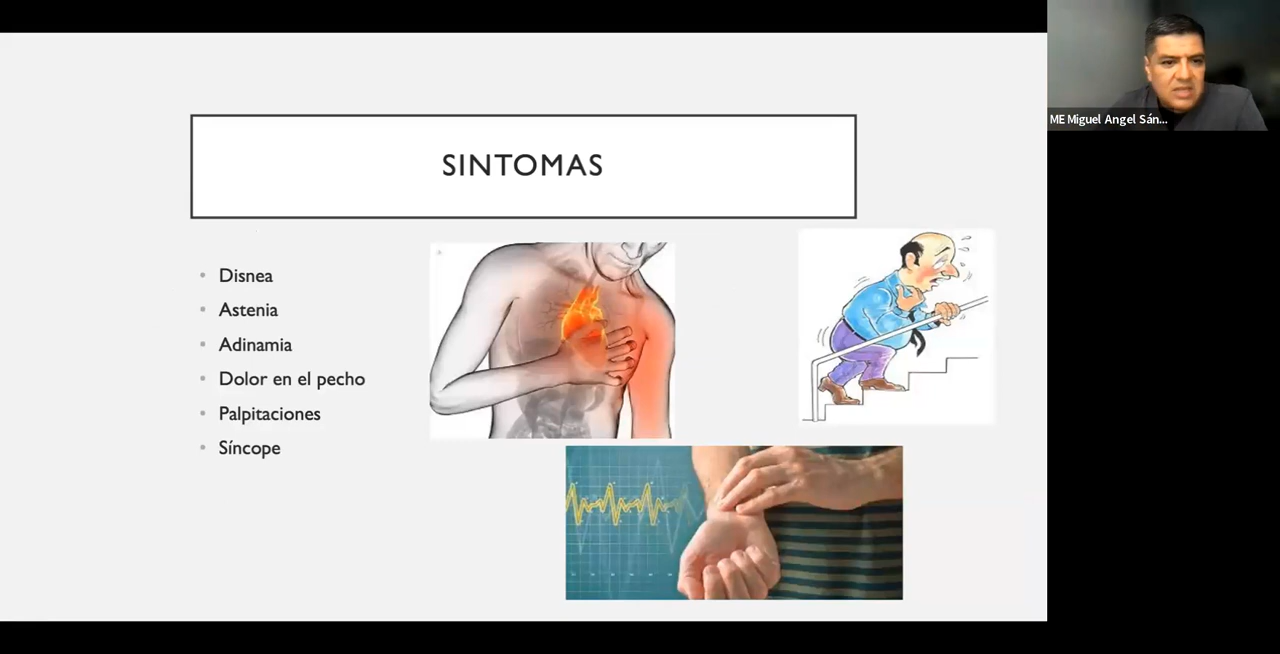 SINTOMAS
Disnea
Astenia
Adinamia
Dolor en el pecho
Palpitaciones
Síncope
ME Miguel Angel Sán...